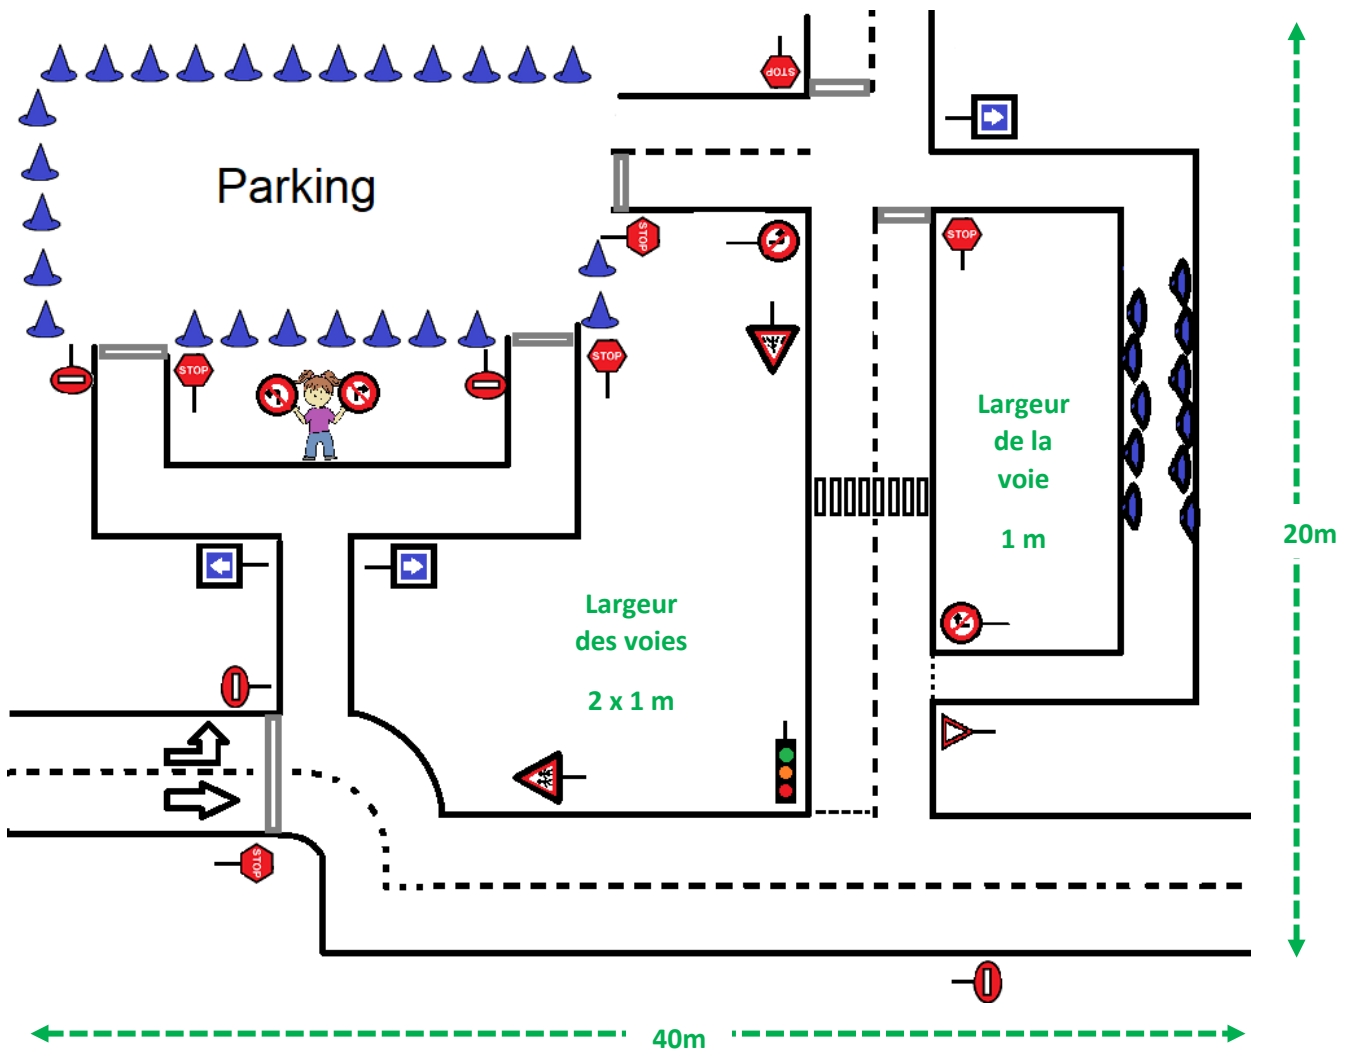 STOP
Parking
STOP
STOP
STOP
STOP
Largeur
de la
voie
1 m
20m
Largeur
des voies
2 x 1 m
STOP
40m